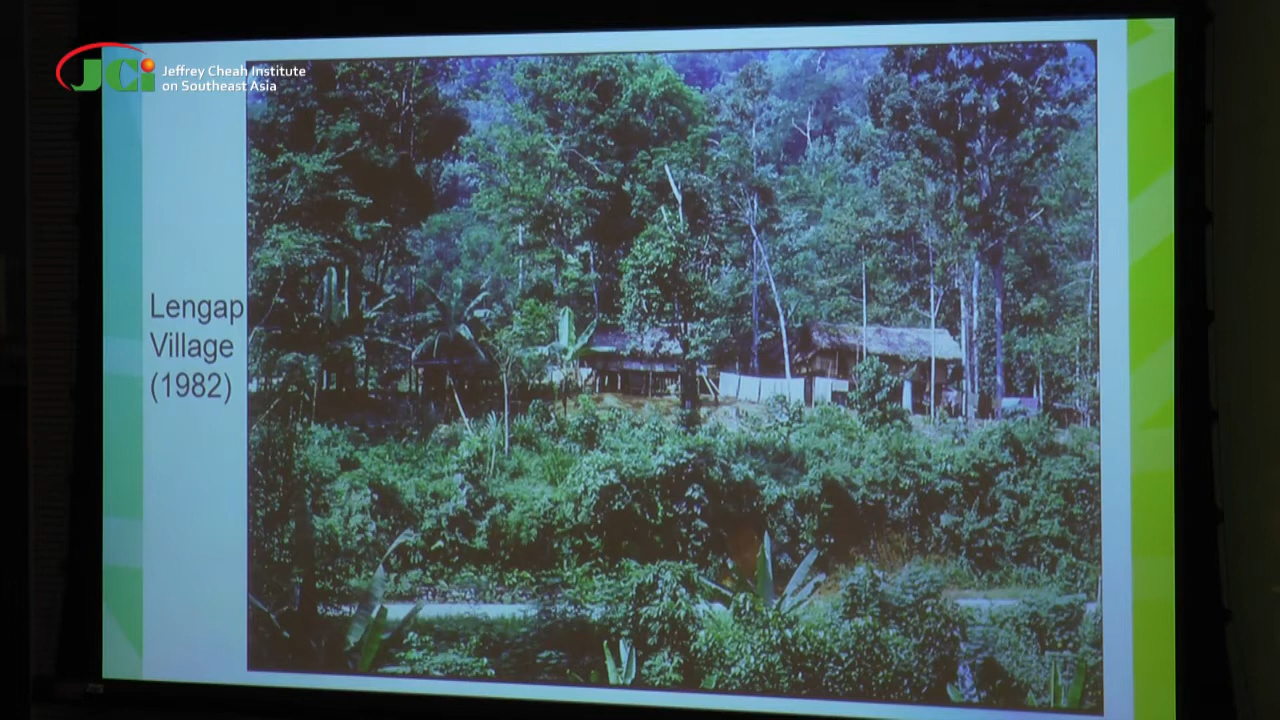 JCi Jeffrey Cheah Institute
on Southeast Asia
Lengap
Village
(1982)